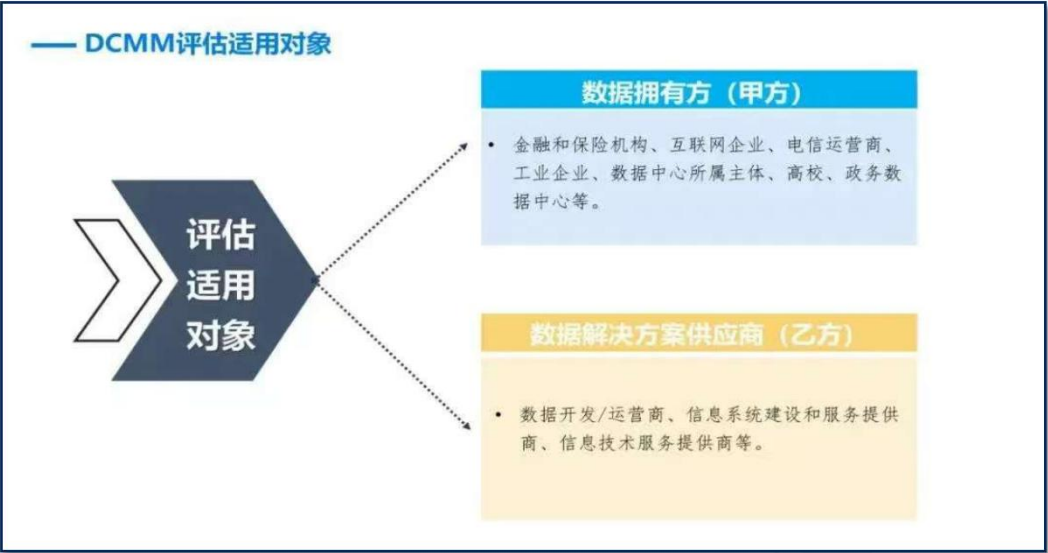 DCMM评估适用对象
数据拥有方（甲方）
• 金融和保险机构、互联网企业、电信运营商、
工业企业、数据中心所属主体、高校、政务数
据中心等。
评估
适用
对象
数据解决方案供应商（乙方）
• 数据开发/运营商、信息系统建设和服务提供
商、信息技术服务提供商等。